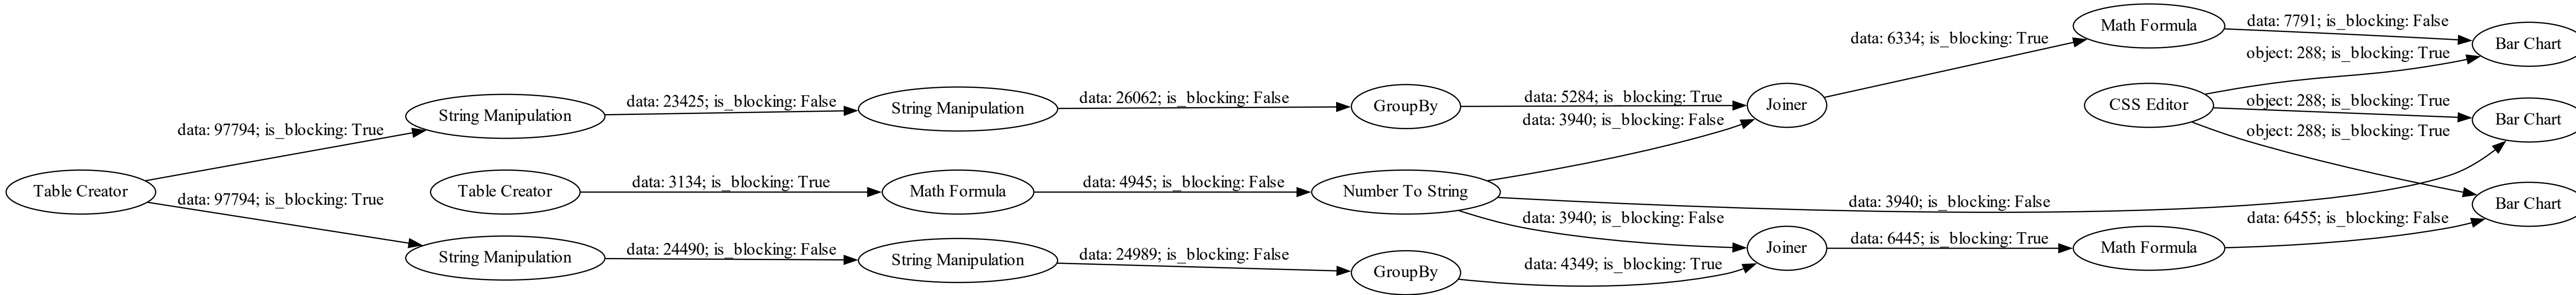 Math Formula
data: 7791; is_blocking: False
Bar Chart
data: 6334; is_blocking: True
object: 288; is_blocking: True
String Manipulation
data: 23425; is_blocking: False
String Manipulation
data: 26062; is_blocking: False
GroupBy
data: 5284; is_blocking: True
Joiner
CSS Editor
object: 288; is_blocking: True
Bar Chart
data: 97794; is_blocking: True
data: 3940; is_blocking: False
object: 288; is_blocking: True
Table Creator
Table Creator
data: 3134; is_blocking: True
Math Formula
data: 4945; is_blocking: False
Number To String
data: 3940; is_blocking: False
Bar Chart
data: 97794; is_blocking: True
data: 3940; is_blocking: False
data: 6455; is_blocking: False
String Manipulation
data: 24490; is_blocking: False
String Manipulation
data: 24989; is_blocking: False
GroupBy
data: 4349; is_blocking: True
Joiner
data: 6445; is_blocking: True
Math Formula